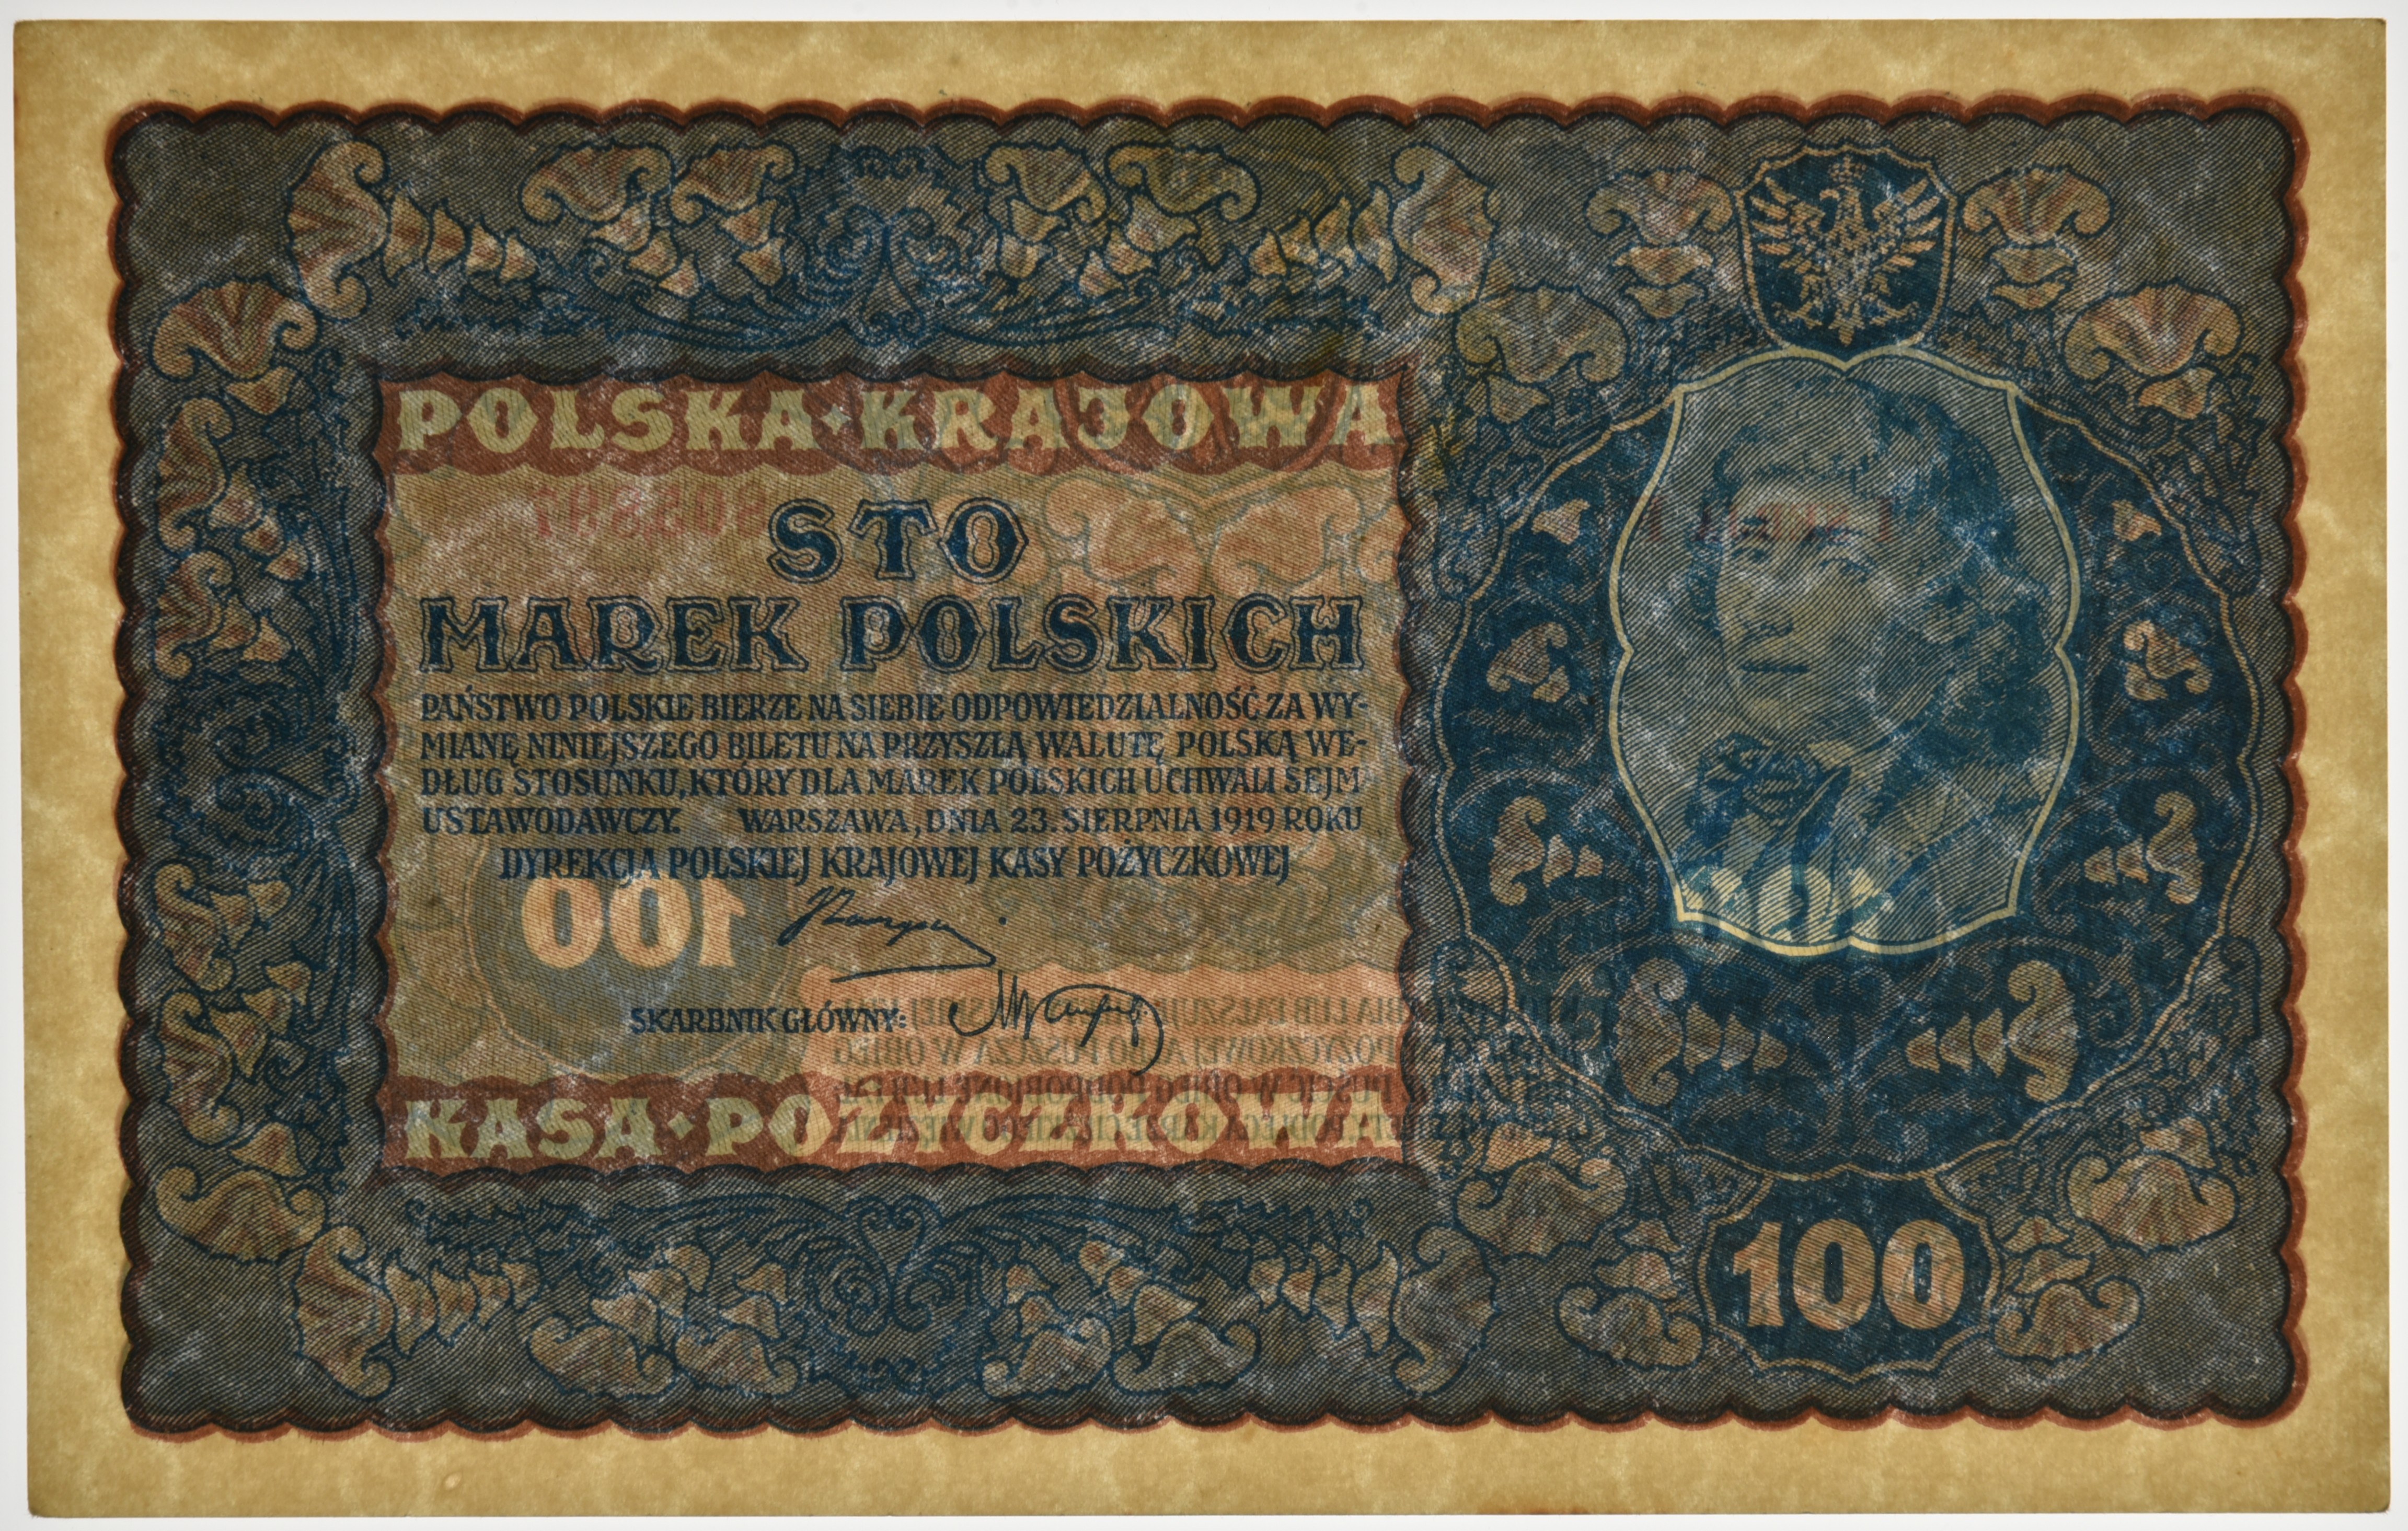 POLSKA·KRAJOWA
STO
MAREK POLSKICH
PAŃSTWO POLSKIE BIERZE NA SIEBIE ODPOWIEDZIALNOŚĆ ZA WY-
MIANĘ NINIEJSZEGO BILETU NA PRZYSZŁĄ WALUTĘ POLSKĄ WE-
DŁUG STOSUNKU, KTÓRY DLA MAREK POLSKICH UCHWALI SEJM
USTAWODAWCZY. WARSZAWA, DNIA 23. SIERPNIA 1919 ROKU
DYREKCJA POLSKIEJ KRAJOWEJ KASY POŻYCZKOWEJ
100
SKARBNIK GŁÓWNY:
KASA·POŻYCZKOWA
100